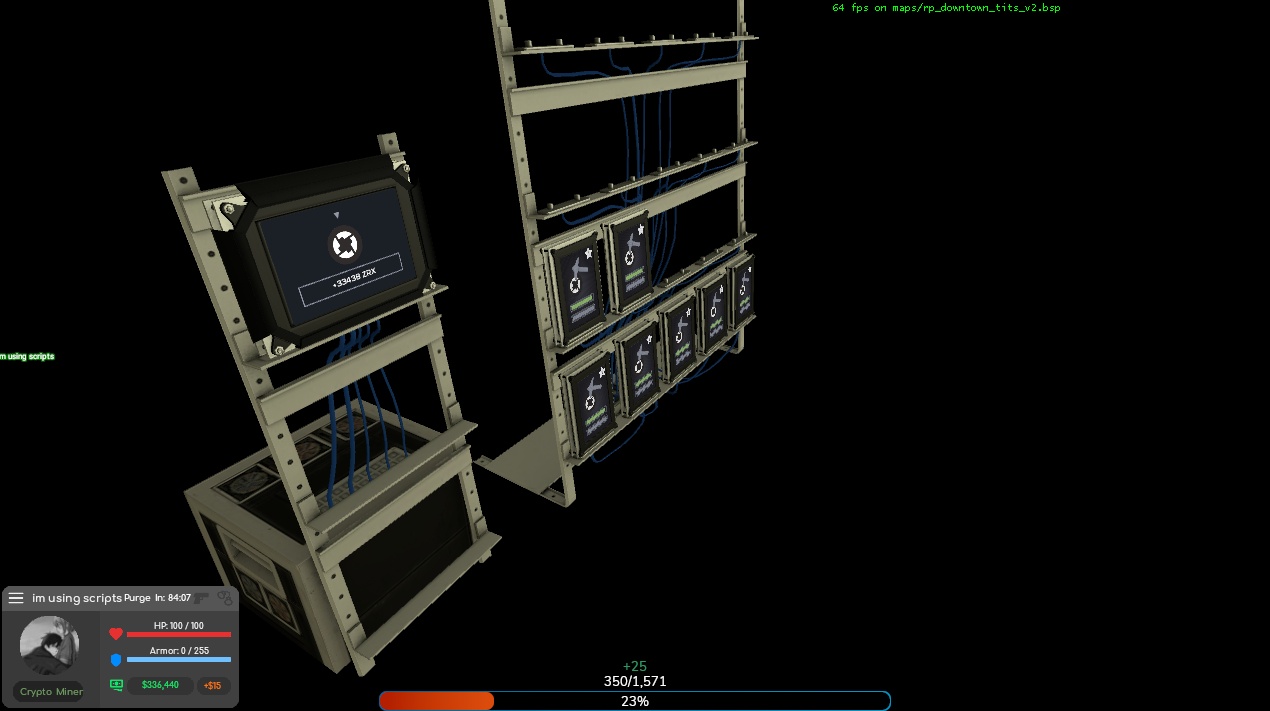 64 fps on maps/rp_downtown_tits_v2.bsp
+33438 ZRX
m using scripts
im using scripts Purge In: 84:07
HP: 100 / 100
Armor: 0 / 255
Crypto Miner
$336,440
+$15
+25
350/1,571
23%